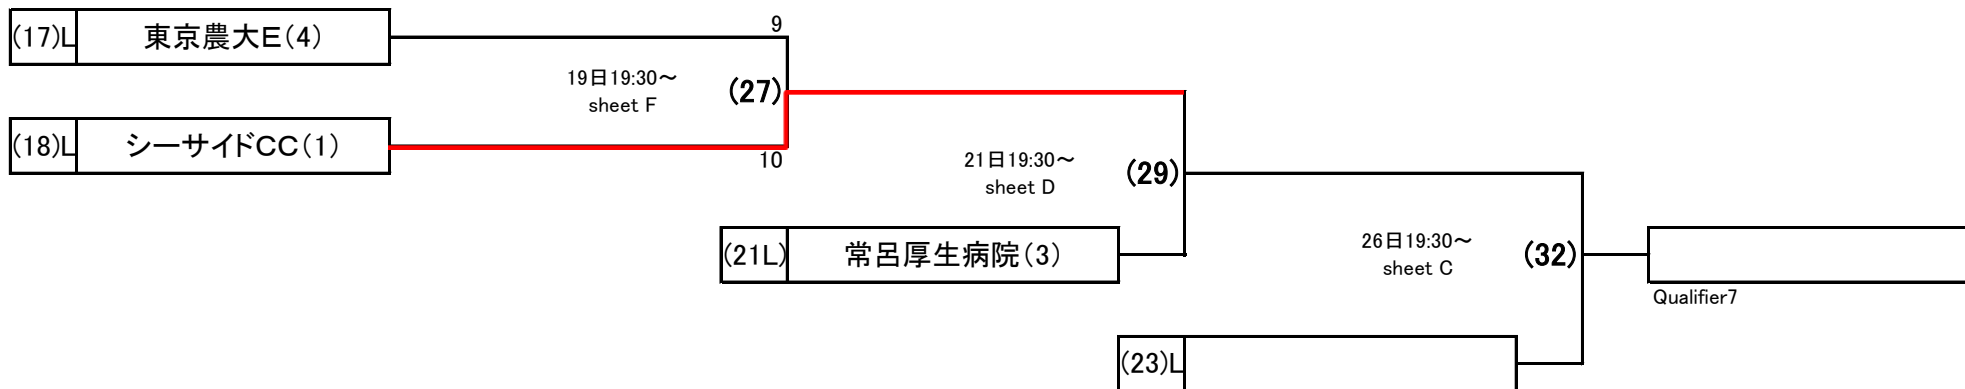 (17)L 東京農大E(4)
9
19日19:30～
sheet F
(27)
(18)L シーサイドCC(1)
10
21日19:30～
sheet D
(29)
(21L) 常呂厚生病院(3)
26日19:30～
sheet C
(32)
Qualifier7
(23)L